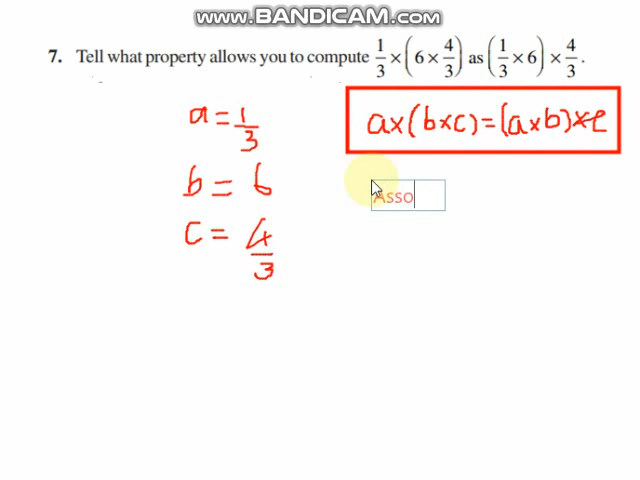 www.BANDICAM.com
7. Tell what property allows you to compute 1/3 × (6 × 4/3) as (1/3 × 6) × 4/3.
a = 1/3
a×(b×c)=(a×b)×c
b = 6
Asso
c = 4/3